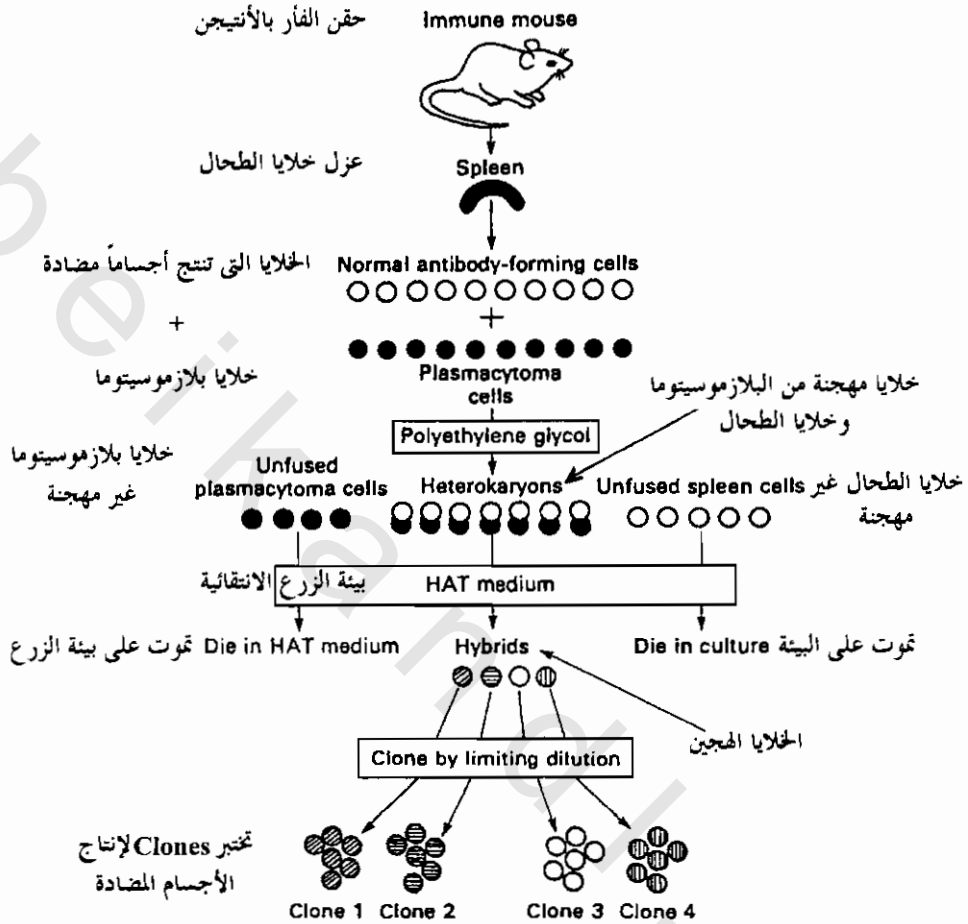 حقن الفأر بالأنتيجن
Immune mouse
عزل خلايا الطحال
Spleen
الخلايا التى تنتج أجساماً مضادة
Normal antibody-forming cells
+
+
خلايا بلازموسيتوما
Plasmacytoma
cells
خلايا مهجنة من البلازموسيتوما
وخلايا الطحال
Polyethylene glycol
خلايا بلازموسيتوما
غير مهجنة
Unfused
plasmacytoma cells
Heterokaryons
Unfused spleen cells
خلايا الطحال غير
مهجنة
بيئة الزرع الانتقائية
HAT medium
تموت على بيئة الزرع
Die in HAT medium
Hybrids
Die in culture
تموت على البيئة
الخلايا الهجين
Clone by limiting dilution
تختبر Clones لإنتاج
الأجسام المضادة
Clone 1
Clone 2
Clone 3
Clone 4
beikandl